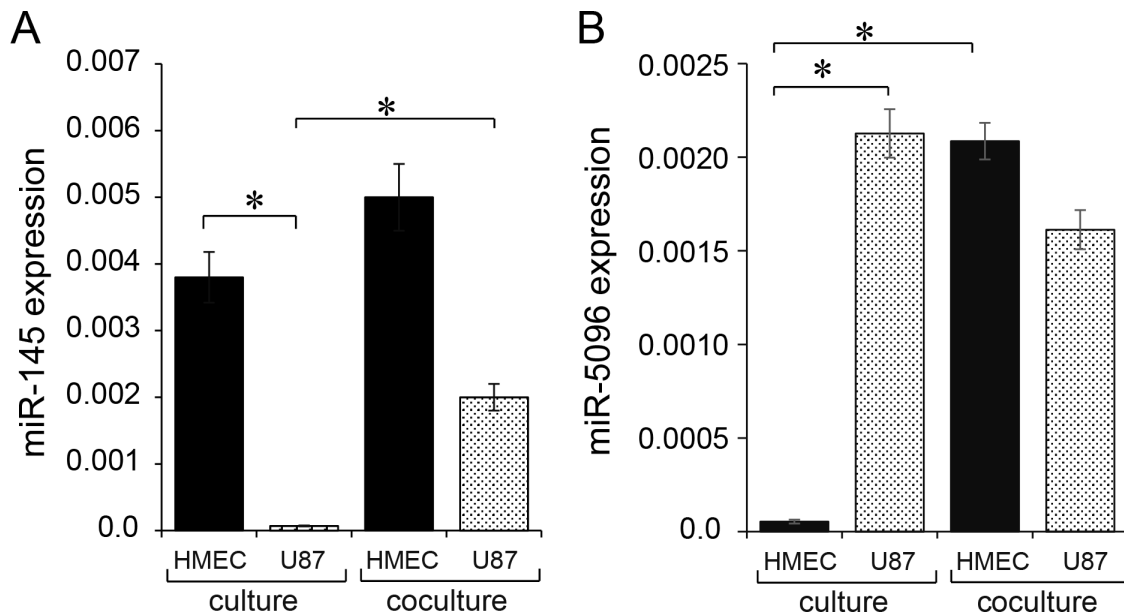 A
miR-145 expression
0.007
0.006
0.005
0.004
0.003
0.002
0.001
0.0
*
*
HMEC U87 HMEC U87
culture coculture
B
miR-5096 expression
0.0025
0.0020
0.0015
0.0010
0.0005
0.0
*
*
HMEC U87 HMEC U87
culture coculture